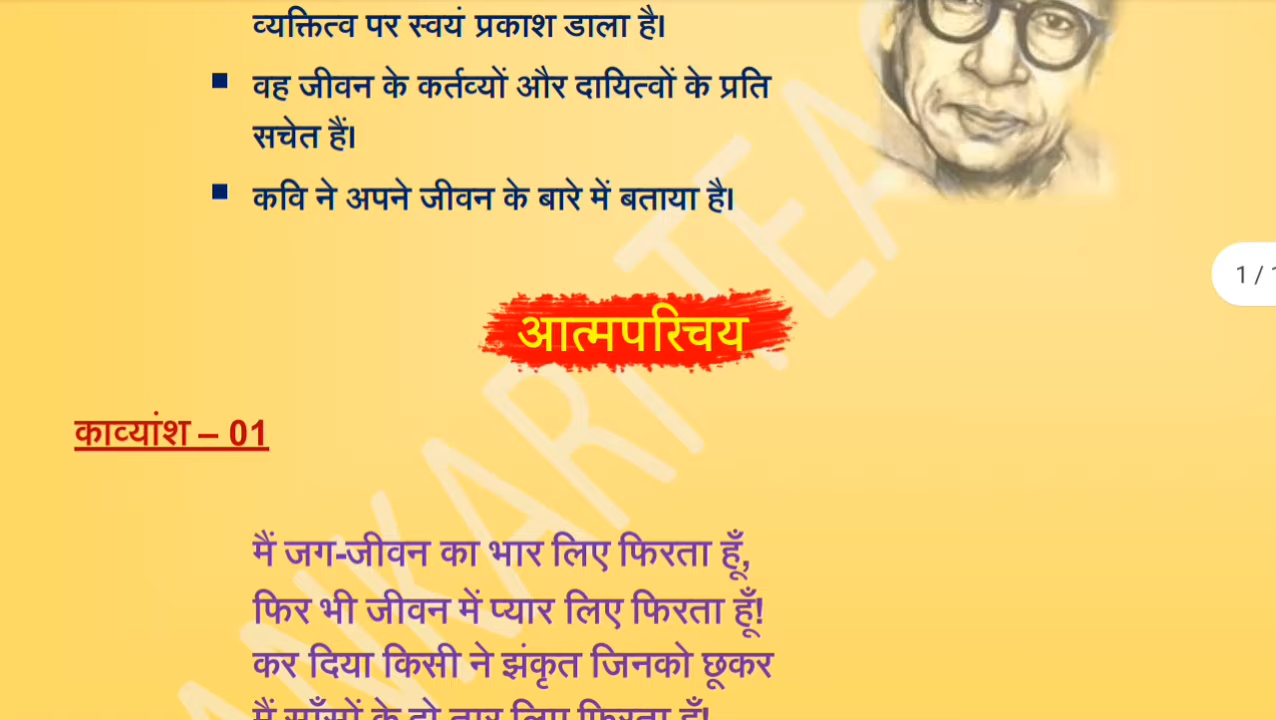 व्यक्तित्व पर स्वयं प्रकाश डाला है।
▪ वह जीवन के कर्तव्यों और दायित्वों के प्रति
सचेत हैं।
▪ कवि ने अपने जीवन के बारे में बताया है।
1 /
आत्मपरिचय
काव्यांश – 01
मैं जग-जीवन का भार लिए फिरता हूँ,
फिर भी जीवन में प्यार लिए फिरता हूँ!
कर दिया किसी ने झंकृत जिनको छूकर
मैं साँसों के दो तार लिए फिरता हूँ!